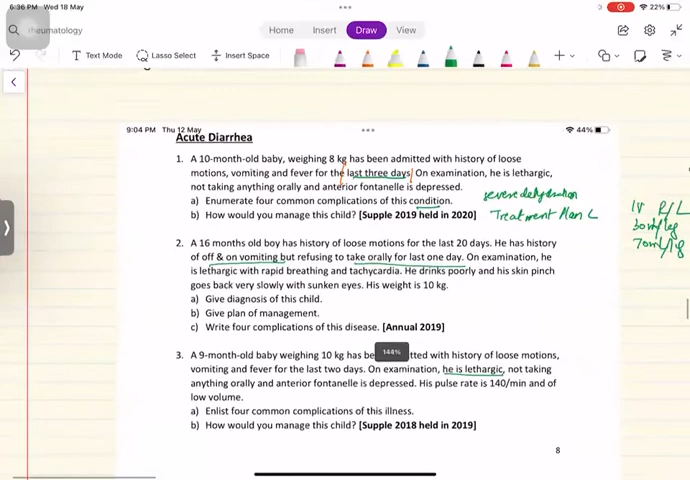 6:36 PM Wed 18 May
22%
rheumatology
Home Insert Draw View
Text Mode Lasso Select Insert Space
9:04 PM Thu 12 May
44%
Acute Diarrhea
1. A 10-month-old baby, weighing 8 kg has been admitted with history of loose
motions, vomiting and fever for the last three days. On examination, he is lethargic,
not taking anything orally and anterior fontanelle is depressed.
severe dehydration
a) Enumerate four common complications of this condition.
b) How would you manage this child? [Supple 2019 held in 2020]
Treatment Plan C
IV R/L
30ml/kg
70ml/kg
2. A 16 months old boy has history of loose motions for the last 20 days. He has history
of off & on vomiting but refusing to take orally for last one day. On examination, he
is lethargic with rapid breathing and tachycardia. He drinks poorly and his skin pinch
goes back very slowly with sunken eyes. His weight is 10 kg.
a) Give diagnosis of this child.
b) Give plan of management.
c) Write four complications of this disease. [Annual 2019]
144%
3. A 9-month-old baby weighing 10 kg has be tted with history of loose motions,
vomiting and fever for the last two days. On examination, he is lethargic, not taking
anything orally and anterior fontanelle is depressed. His pulse rate is 140/min and of
low volume.
a) Enlist four common complications of this illness.
b) How would you manage this child? [Supple 2018 held in 2019]
8